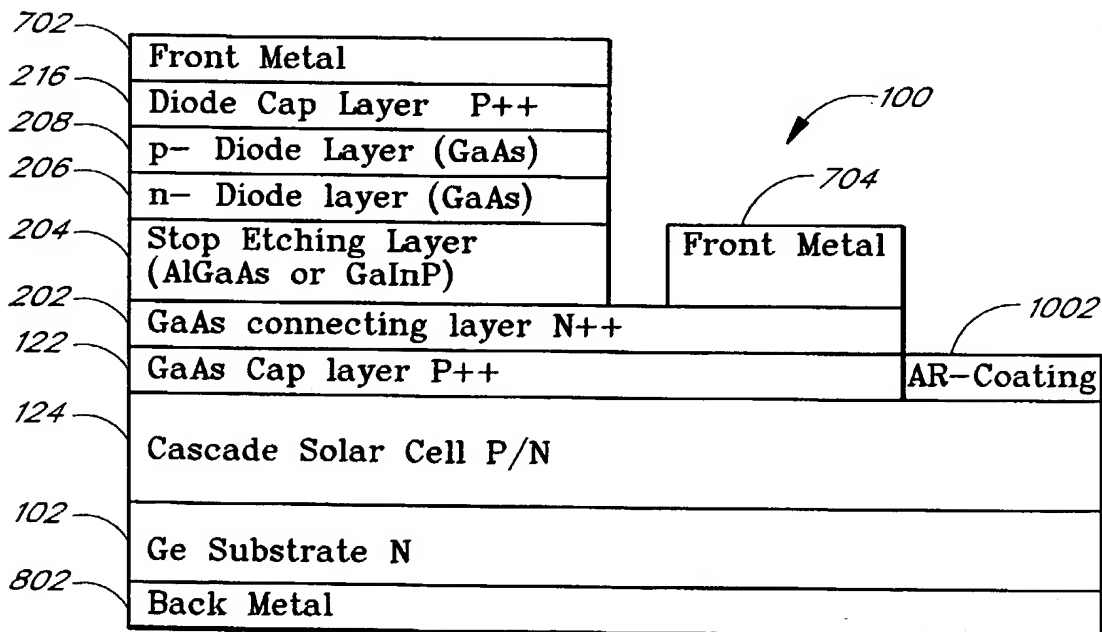 702
Front Metal
216
Diode Cap Layer P++
208
p- Diode Layer (GaAs)
100
206
n- Diode layer (GaAs)
704
204
Stop Etching Layer
(AlGaAs or GaInP)
Front Metal
202
GaAs connecting layer N++
1002
122
GaAs Cap layer P++
AR-Coating
124
Cascade Solar Cell P/N
102
Ge Substrate N
802
Back Metal